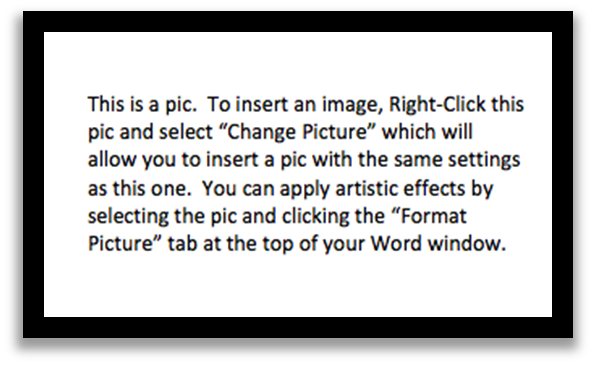 This is a pic.  To insert an image, Right-Click this
pic and select “Change Picture” which will
allow you to insert a pic with the same settings
as this one.  You can apply artistic effects by
selecting the pic and clicking the “Format
Picture” tab at the top of your Word window.